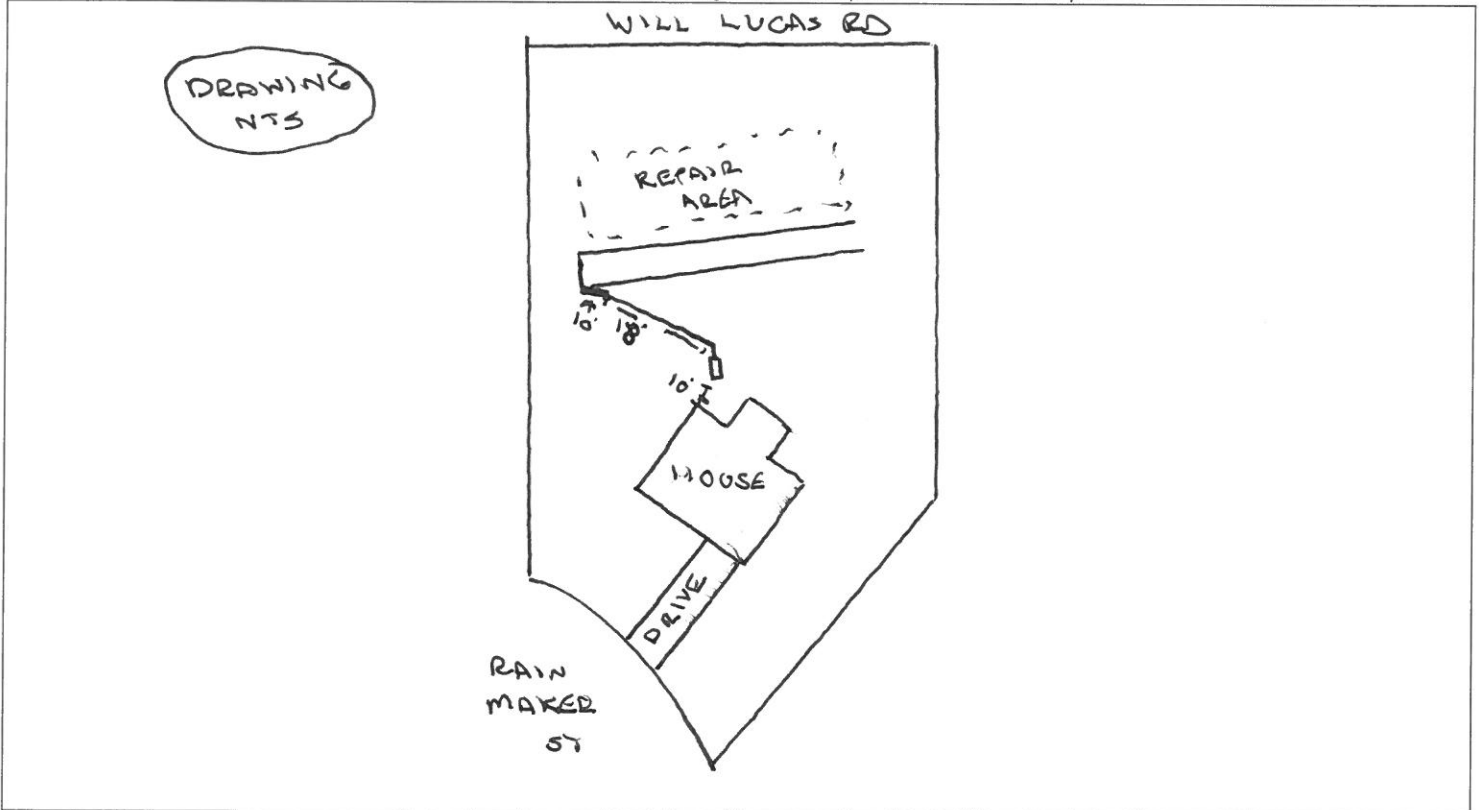 WILL LUCAS RD
DRAWING
NTS
REPAIR
AREA
10'
18'
10'
HOUSE
DRIVE
RAIN
MAKER
ST